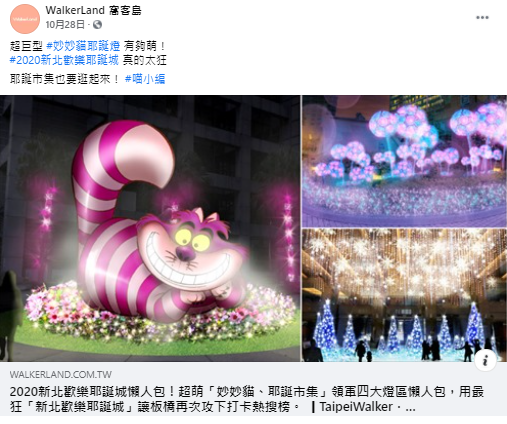 WalkerLand 窩客島
10月28日 ·
超巨型 #妙妙貓耶誕燈 有夠萌！
#2020新北歡樂耶誕城 真的太狂
耶誕市集也要逛起來！ #喵小編
WALKERLAND.COM.TW
2020新北歡樂耶誕城懶人包！超萌「妙妙貓、耶誕市集」領軍四大燈區懶人包，用最
狂「新北歡樂耶誕城」讓板橋再次攻下打卡熱搜榜。 ┃TaipeiWalker · ...